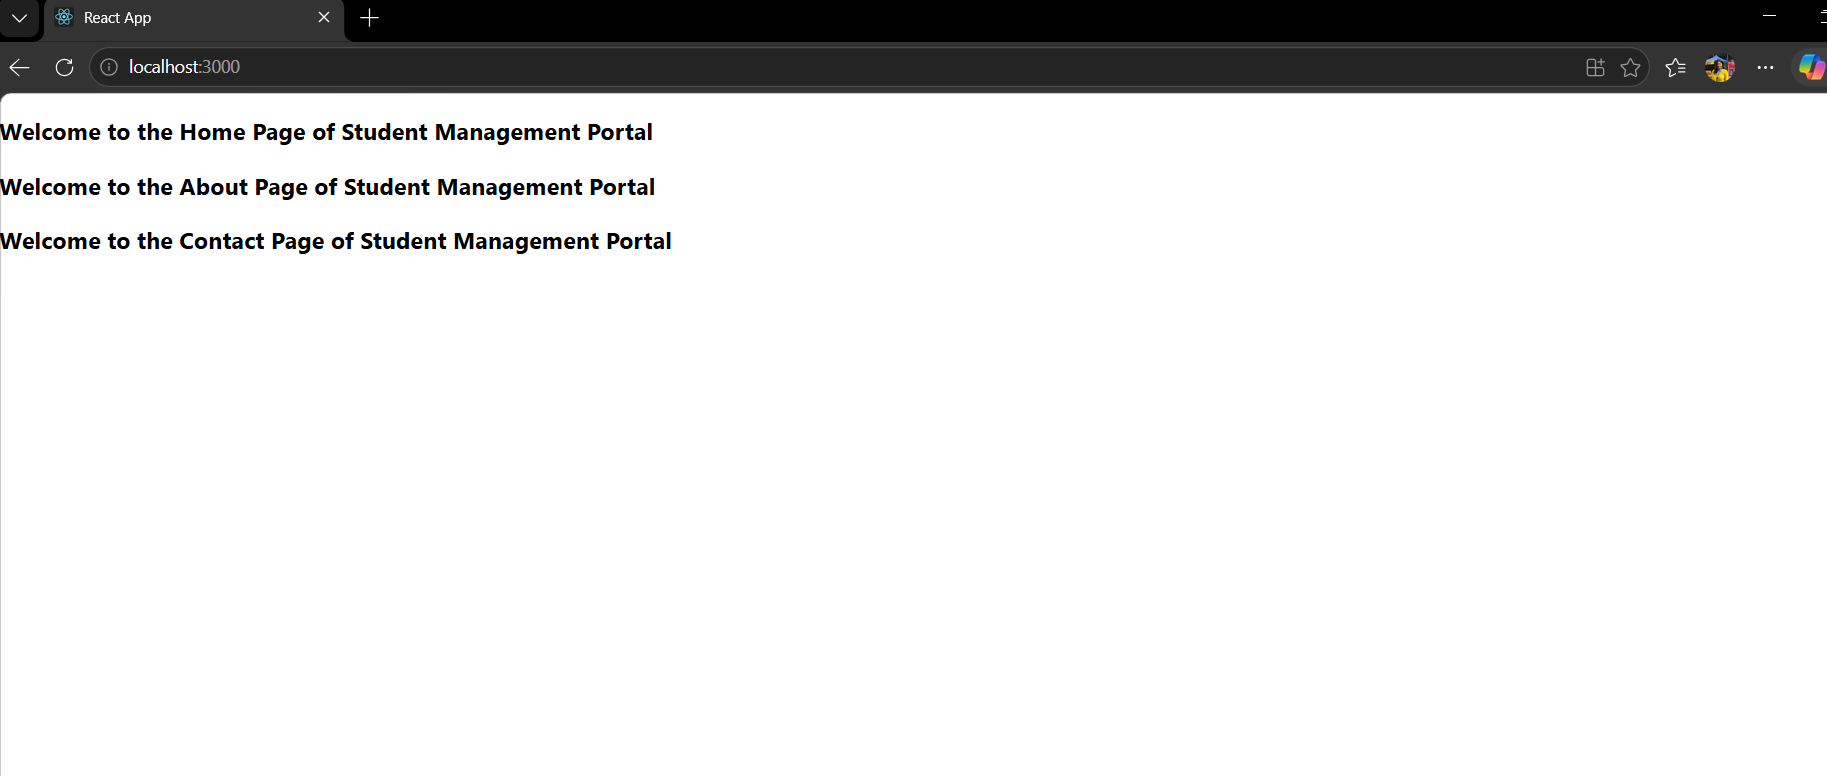 React App
localhost:3000
Welcome to the Home Page of Student Management Portal
Welcome to the About Page of Student Management Portal
Welcome to the Contact Page of Student Management Portal